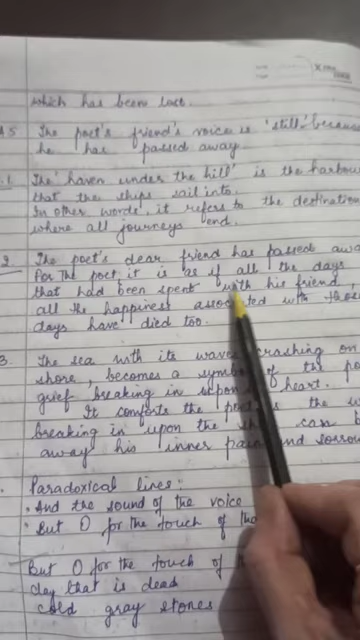 which has been lost.
A5 The poet's friend's voice is 'still' because
he has passed away.
1. The 'haven under the hill' is the harbour
that the ships sail into.
In other words, it refers to the destination
where all journeys end.
2 The poet's dear friend has passed away
For the poet, it is as if all the days
that had been spent with his friend,
all the happiness associated with those
days have died too.
3. The sea with its waves crashing on
shore, becomes a symbol of the
grief breaking in upon heart.
It comforts the
breaking in upon the can
away his inner pain and sorrow
Paradoxical lines:
· And the sound of the voice
· But O for the touch of
But O for the touch of
day that is dead
cold gray stones